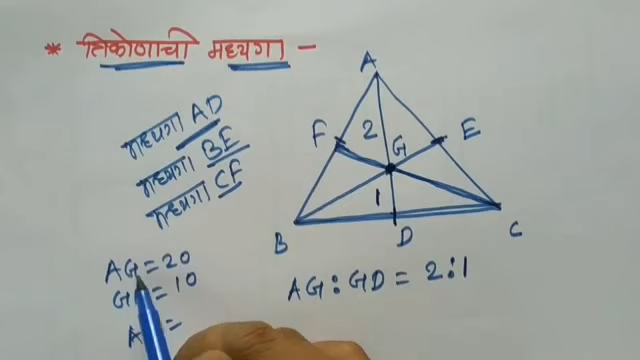 * त्रिकोणाची मध्यगा -
मध्यगा AD
मध्यगा BE
मध्यगा CF
A
F
2
G
E
1
B
D
C
AG = 20
G = 10
A =
AG : GD = 2:1